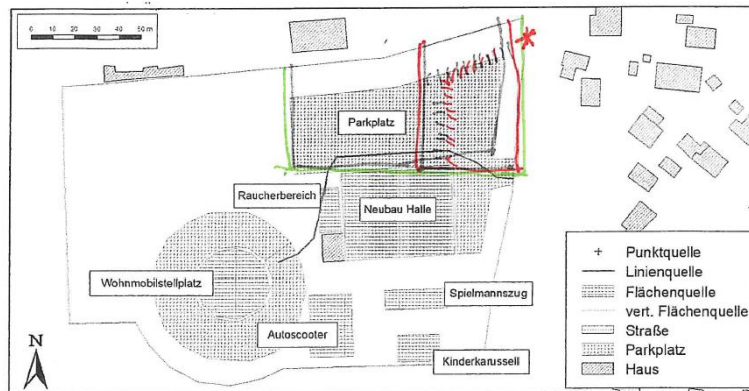 0 10 20 30 40 50 m
Parkplatz
Raucherbereich
Neubau Halle
Wohnmobilstellplatz
Spielmannszug
Autoscooter
Kinderkarussell
N
Punktquelle
Linienquelle
Flächenquelle
vert. Flächenquelle
Straße
Parkplatz
Haus